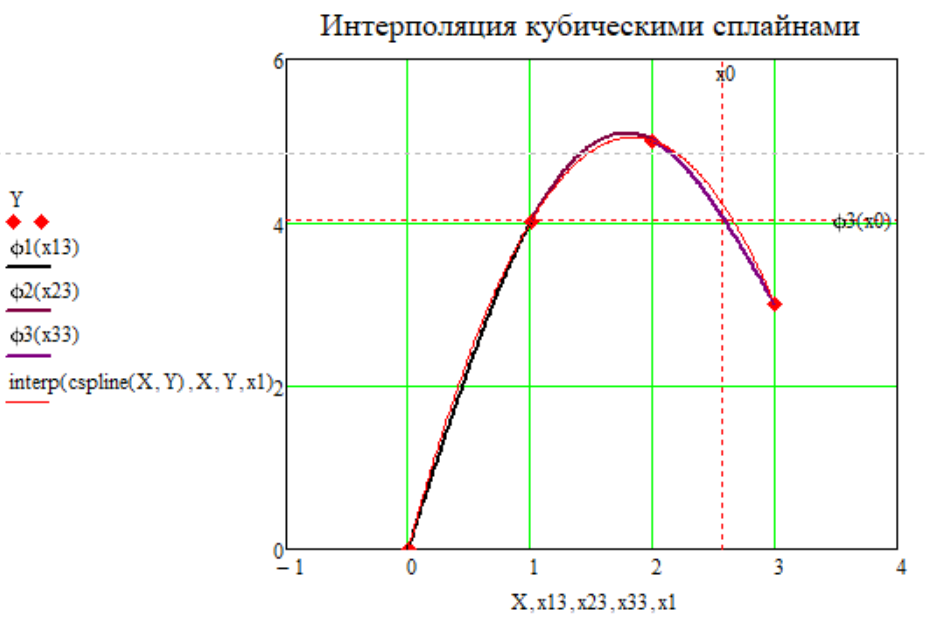 Интерполяция кубическими сплайнами
6
x0
Y
4
ϕ3(x0)
ϕ1(x13)
ϕ2(x23)
ϕ3(x33)
interp(cspline(X, Y), X, Y, x1)
2
0
−1 0 1 2 3 4
X, x13, x23, x33, x1